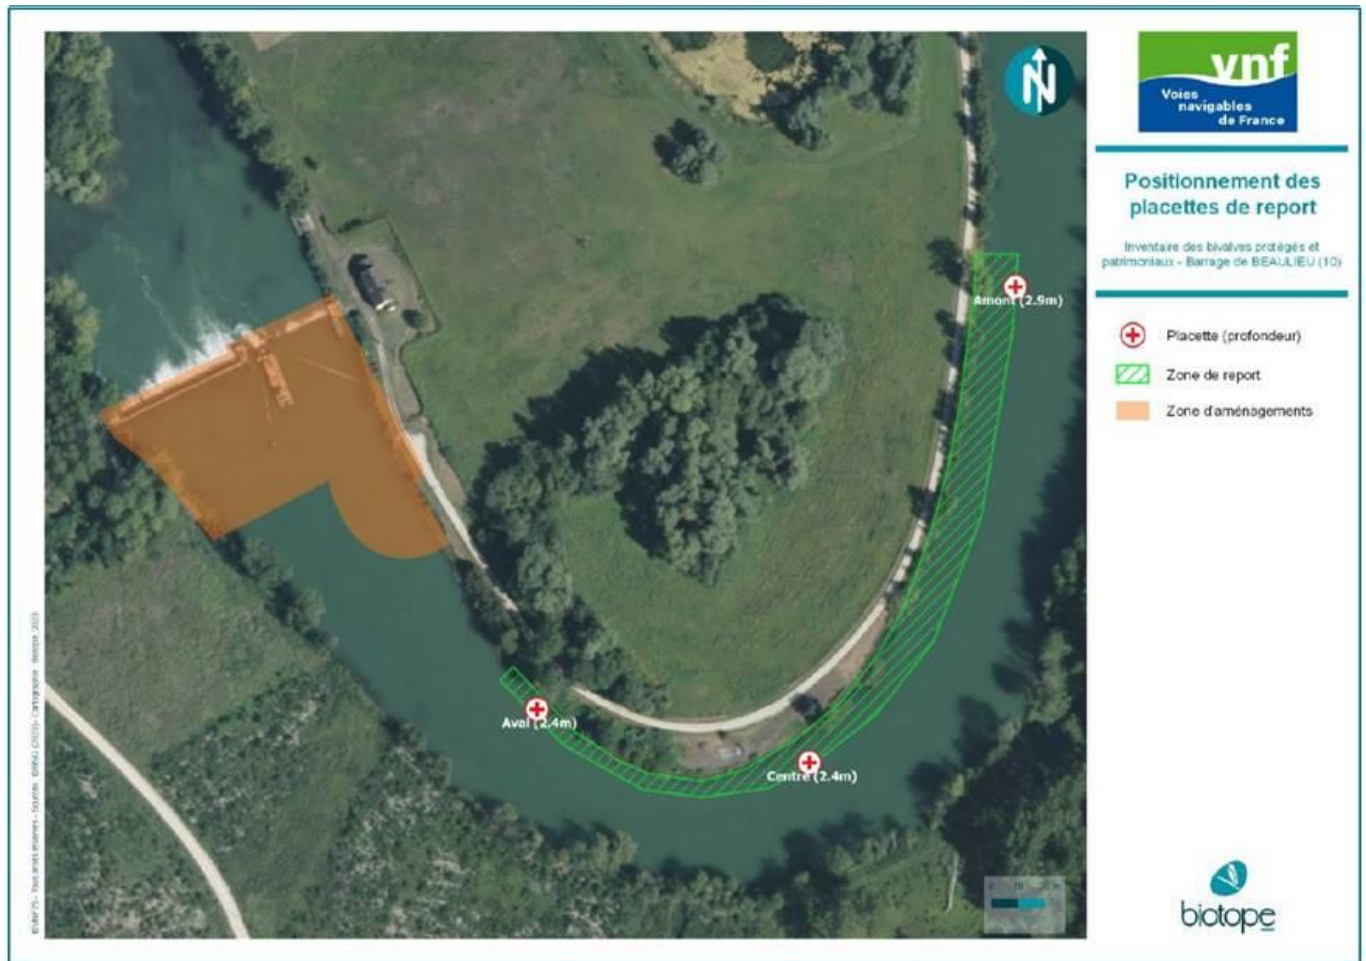 N
vnf
Voies
navigables
de France
Positionnement des
placettes de report
Inventaire des bivalves protégés et
patrimoniaux - Barrage de BEAULIEU (10)
Placette (profondeur)
Zone de report
Zone d'aménagements
Amont (2.9m)
Aval (2.4m)
Centre (2.4m)
biotope